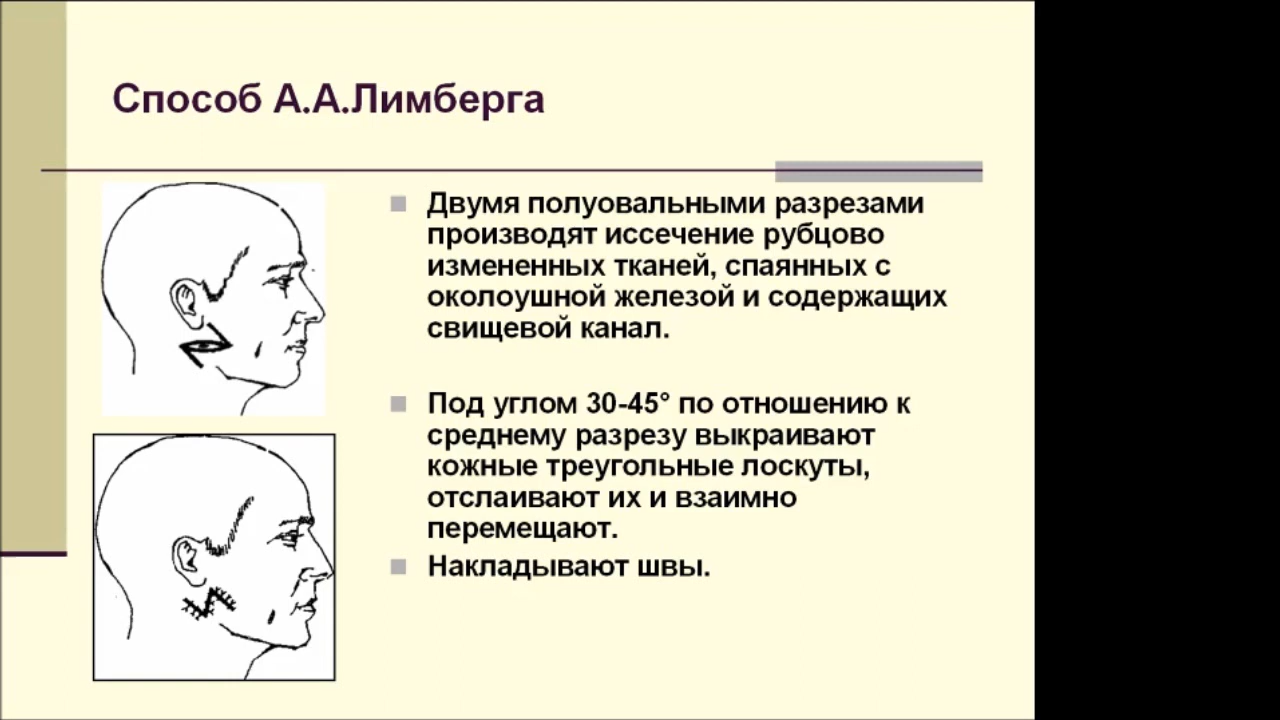 Способ А.А.Лимберга
Двумя полуовальными разрезами
производят иссечение рубцово
измененных тканей, спаянных с
околоушной железой и содержащих
свищевой канал.
Под углом 30-45° по отношению к
среднему разрезу выкраивают
кожные треугольные лоскуты,
отслаивают их и взаимно
перемещают.
Накладывают швы.